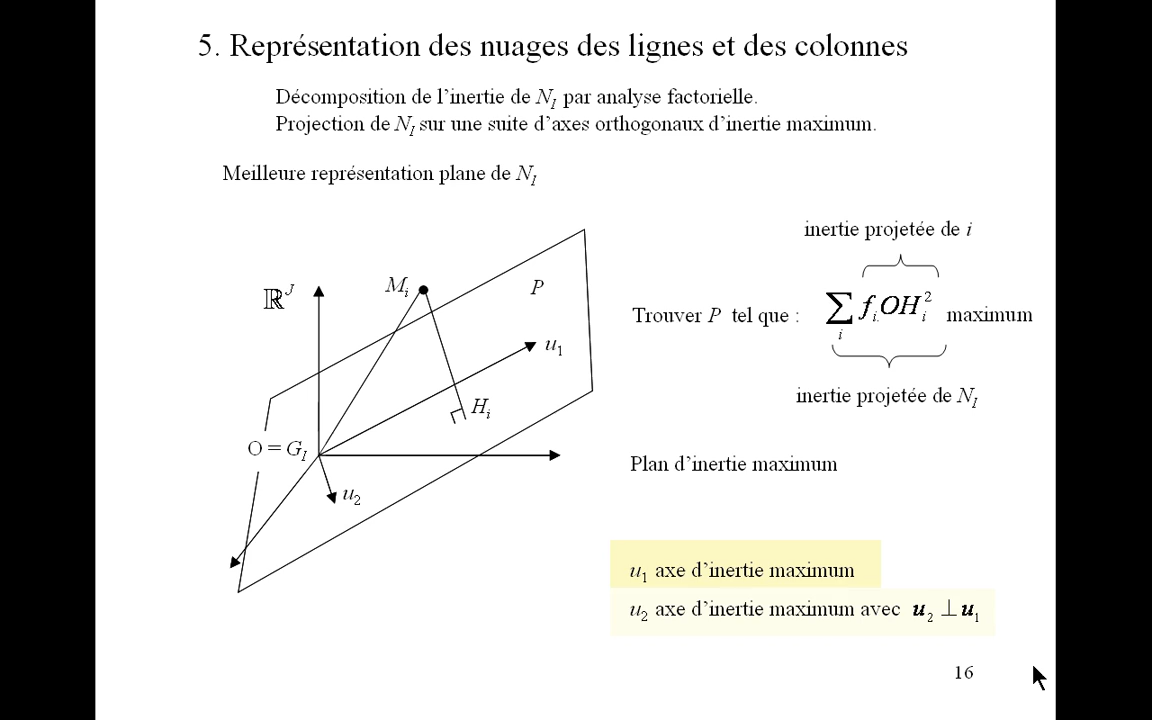 5. Représentation des nuages des lignes et des colonnes
Décomposition de l'inertie de N_I par analyse factorielle.
Projection de N_I sur une suite d'axes orthogonaux d'inertie maximum.
Meilleure représentation plane de N_I
inertie projetée de i
ℝ^J
M_i
P
Trouver P tel que : ∑_i f_i. OH_i^2 maximum
u_1
inertie projetée de N_I
H_i
O = G_I
Plan d'inertie maximum
u_2
u_1 axe d'inertie maximum
u_2 axe d'inertie maximum avec u_2 ⊥ u_1
16